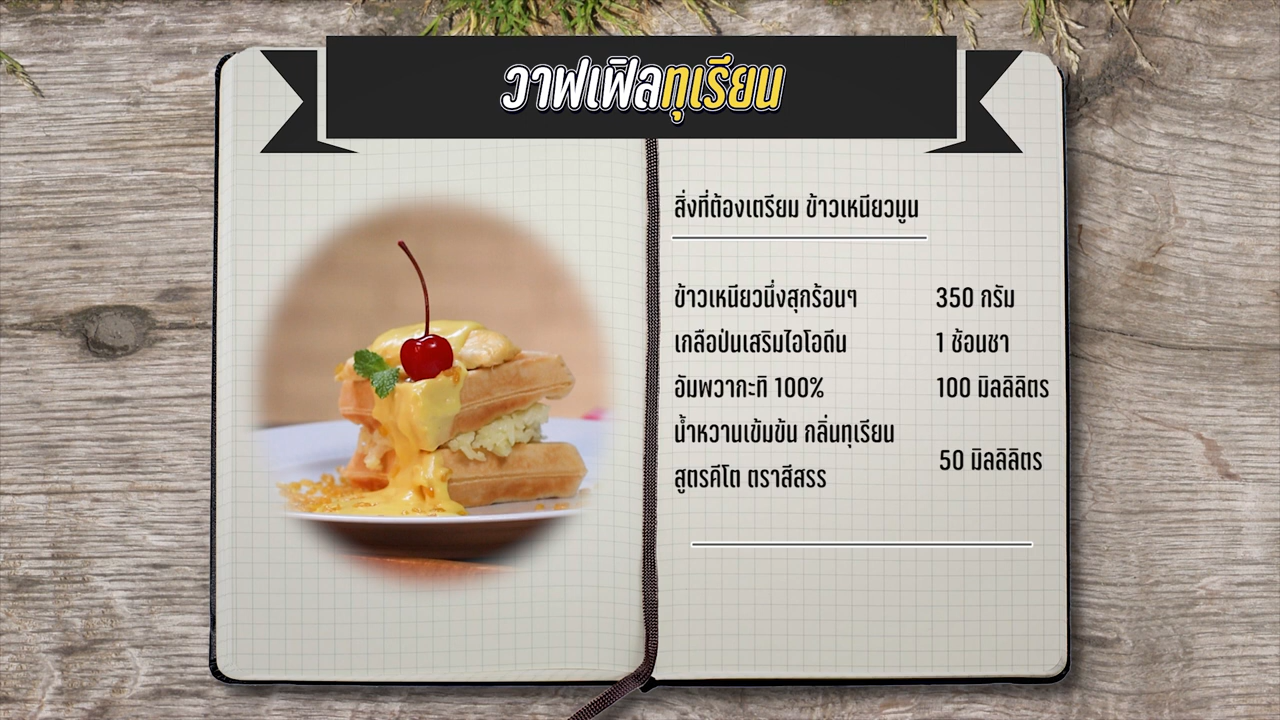 วาฟเฟิลทุเรียน
สิ่งที่ต้องเตรียม ข้าวเหนียวมูน
ข้าวเหนียวนึ่งสุกร้อนๆ 350 กรัม
เกลือป่นเสริมไอโอดีน 1 ช้อนชา
อัมพวากะทิ 100% 100 มิลลิลิตร
น้ำหวานเข้มข้น กลิ่นทุเรียน
สูตรคีโต ตราสีสรร 50 มิลลิลิตร